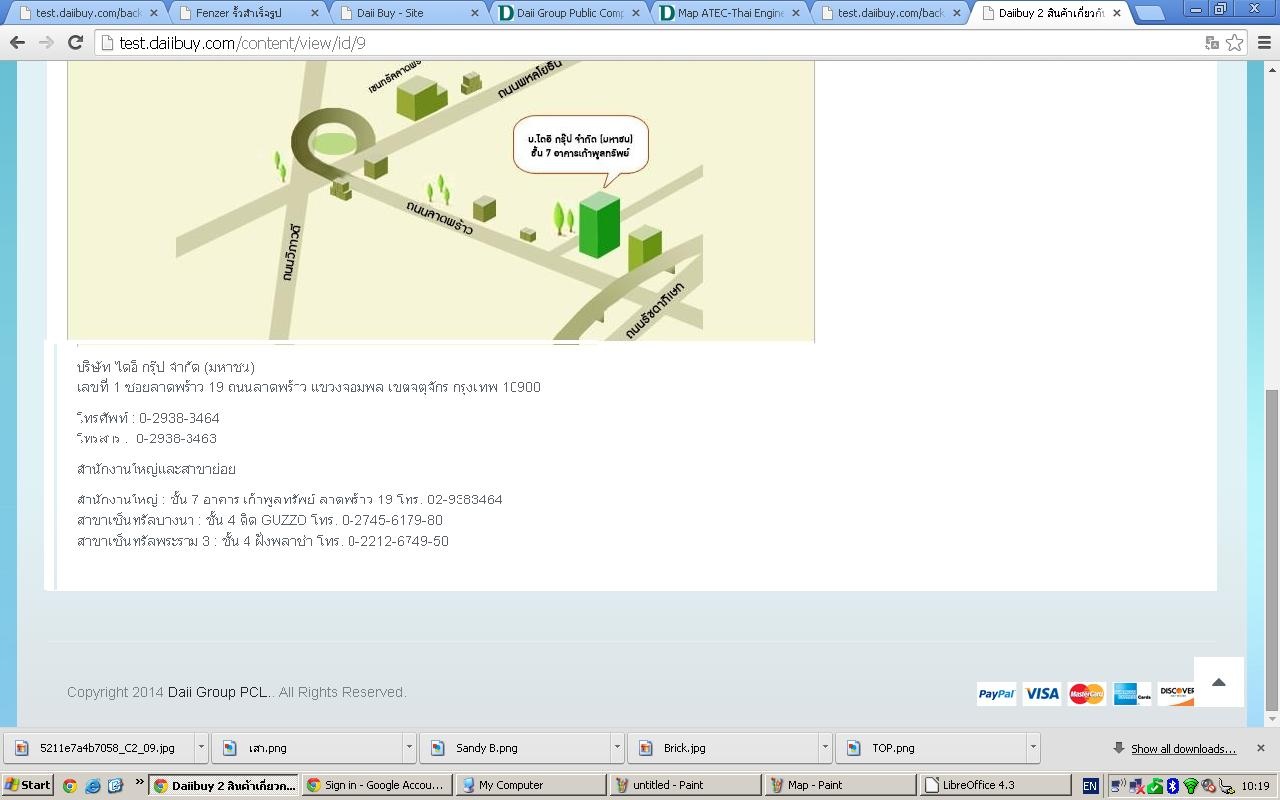 test.daiibuy.com/back
Fenzer รั้วสำเร็จรูป
Daii Buy - Site
Daii Group Public Comp
Map ATEC-Thai Engine
test.daiibuy.com/back
Daiibuy 2 สินค้าเกี่ยวกับ
test.daiibuy.com/content/view/id/9
เซนทรัลลาดพร้
ถนนพหลโยธิน
บ.ไดอิ กรุ๊ป จำกัด (มหาชน)
ชั้น 7 อาคารเก้าพูลทรัพย์
ถนนลาดพร้าว
ถนนวิภาวดี
ถนนรัชดาภิเษก
บริษัท ไดอิ กรุ๊ป จำกัด (มหาชน)
เลขที่ 1 ซอยลาดพร้าว 19 ถนนลาดพร้าว แขวงจอมพล เขตจตุจักร กรุงเทพ 10900
โทรศัพท์ : 0-2938-3464
โทรสาร : 0-2938-3463
สำนักงานใหญ่และสาขาย่อย
สำนักงานใหญ่ : ชั้น 7 อาคาร เก้าพูลทรัพย์ ลาดพร้าว 19 โทร. 02-9383464
สาขาเซ็นทรัลบางนา : ชั้น 4 ติด GUZZO โทร. 0-2745-6179-80
สาขาเซ็นทรัลพระราม 3 : ชั้น 4 ฝั่งพลาซ่า โทร. 0-2212-6749-50
Copyright 2014 Daii Group PCL.. All Rights Reserved.
PayPal VISA MasterCard AMERICAN EXPRESS Cards DISCOVER
5211e7a4b7058_C2_09.jpg
เสา.png
Sandy B.png
Brick.jpg
TOP.png
Show all downloads...
Start
Daiibuy 2 สินค้าเกี่ยวก...
Sign in - Google Accou...
My Computer
untitled - Paint
Map - Paint
LibreOffice 4.3
EN
10:19